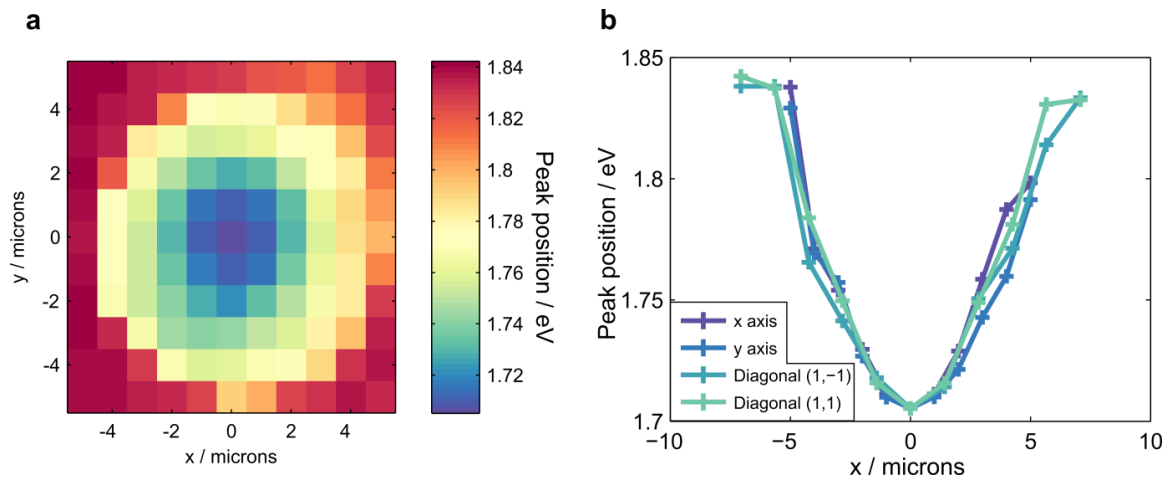 a
4
2
0
-2
-4
y / microns
-4
-2
0
2
4
x / microns
1.84
1.82
1.8
1.78
1.76
1.74
1.72
Peak position / eV
b
1.85
1.8
1.75
1.7
Peak position / eV
−10
−5
0
5
10
x / microns
x axis
y axis
Diagonal (1,−1)
Diagonal (1,1)